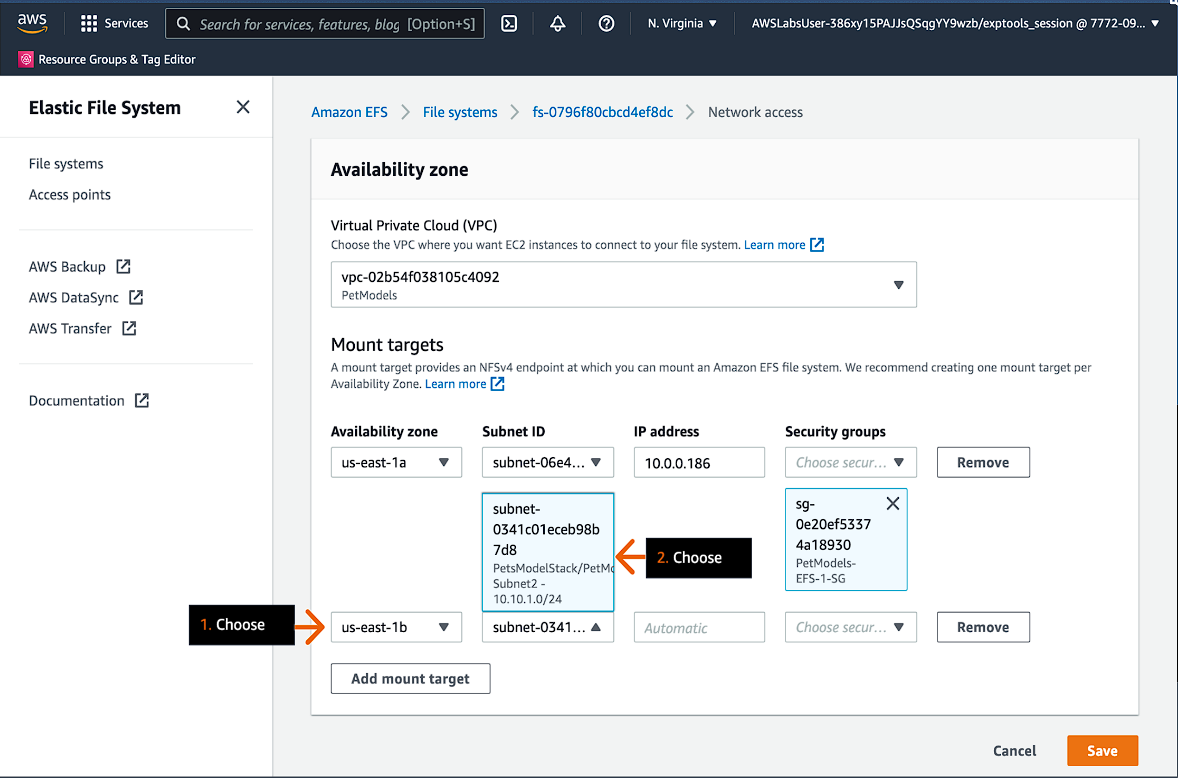 aws
Services
Search for services, features, blog [Option+S]
N. Virginia
AWSLabsUser-386xy15PAJJsQSqgYY9wzb/exptools_session @ 7772-09...
Resource Groups & Tag Editor
Elastic File System
File systems
Access points
AWS Backup
AWS DataSync
AWS Transfer
Documentation
Amazon EFS
File systems
fs-0796f80cbcd4ef8dc
Network access
Availability zone
Virtual Private Cloud (VPC)
Choose the VPC where you want EC2 instances to connect to your file system. Learn more
vpc-02b54f038105c4092
PetModels
Mount targets
A mount target provides an NFSv4 endpoint at which you can mount an Amazon EFS file system. We recommend creating one mount target per
Availability Zone. Learn more
Availability zone
Subnet ID
IP address
Security groups
us-east-1a
subnet-06e4...
10.0.0.186
Choose secur...
Remove
subnet-
0341c01eceb98b
7d8
PetsModelStack/PetMo
Subnet2 -
10.10.1.0/24
2. Choose
sg-
0e20ef5337
4a18930
PetModels-
EFS-1-SG
1. Choose
us-east-1b
subnet-0341...
Automatic
Choose secur...
Remove
Add mount target
Cancel
Save